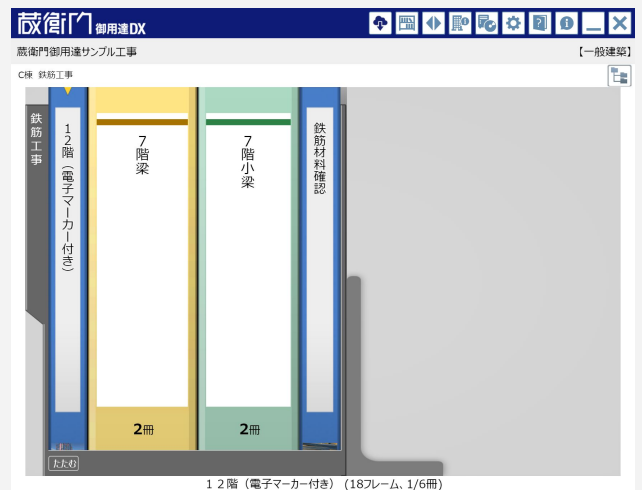 蔵衛門御用達DX
蔵衛門御用達サンプル工事
【一般建築】
C棟 鉄筋工事
鉄筋工事
12階（電子マーカー付き）
7階梁
2冊
7階小梁
2冊
鉄筋材料確認
たたむ
１２階（電子マーカー付き） (18フレーム、1/6冊)